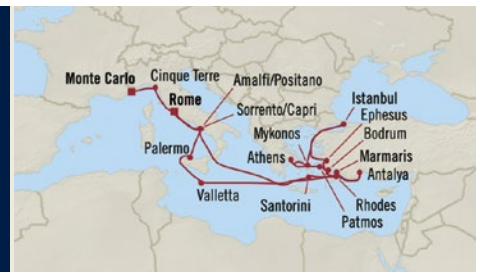 Monte Carlo
Cinque Terre
Amalfi/Positano
Rome
Sorrento/Capri
Istanbul
Ephesus
Mykonos
Bodrum
Palermo
Athens
Marmaris
Antalya
Valletta
Santorini
Rhodes
Patmos